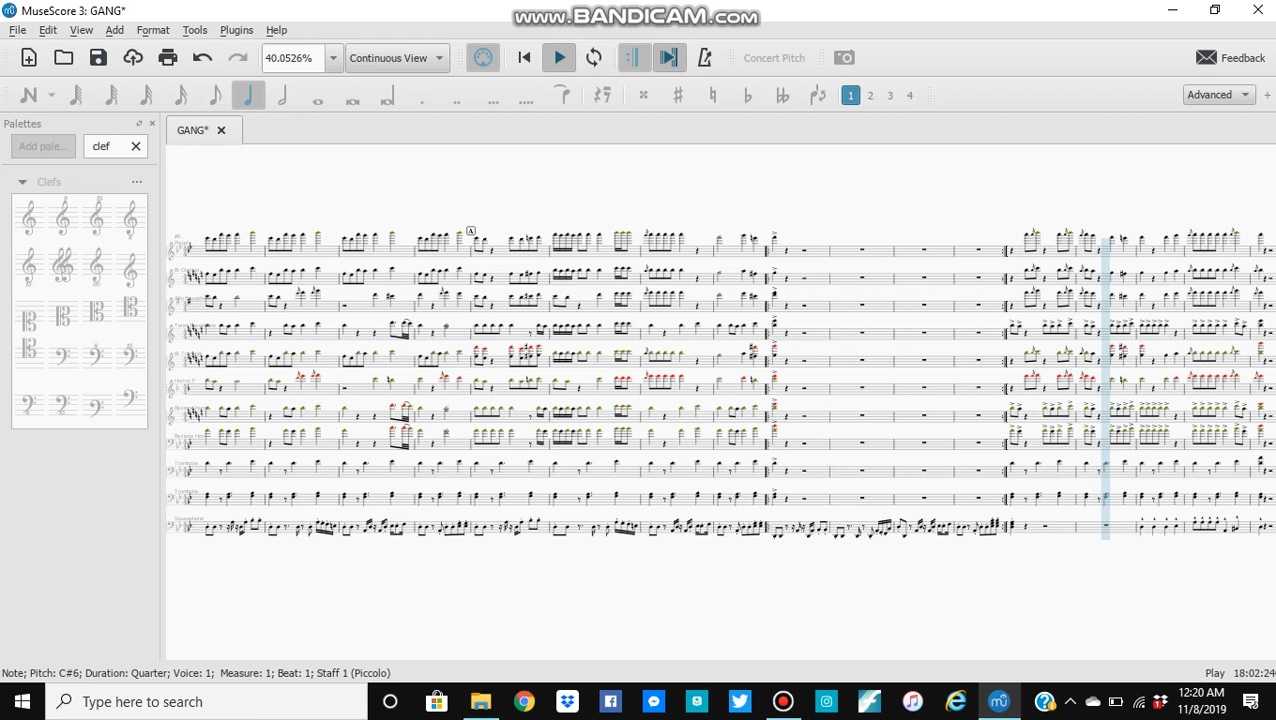 MuseScore 3: GANG*
www.BANDICAM.com
File Edit View Add Format Tools Plugins Help
40.0526% Continuous View Concert Pitch Feedback
1 2 3 4 Advanced
Palettes
GANG*
Add pale... clef
Clefs
A
Note; Pitch: C#6; Duration: Quarter; Voice: 1; Measure: 1; Beat: 1; Staff 1 (Piccolo)
Play 18:02:24
Type here to search
12:20 AM
11/8/2019